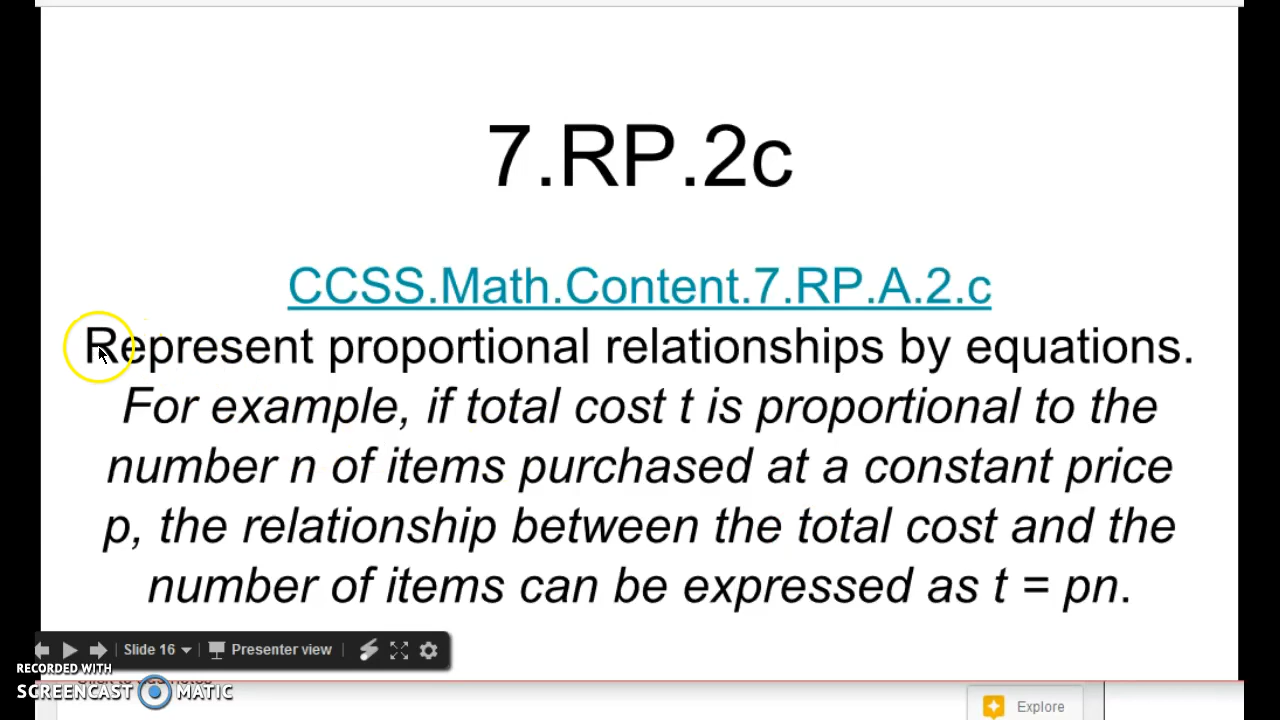 7.RP.2c
CCSS.Math.Content.7.RP.A.2.c
Represent proportional relationships by equations.
For example, if total cost t is proportional to the
number n of items purchased at a constant price
p, the relationship between the total cost and the
number of items can be expressed as t = pn.
Slide 16 Presenter view
RECORDED WITH
SCREENCAST MATIC
Explore